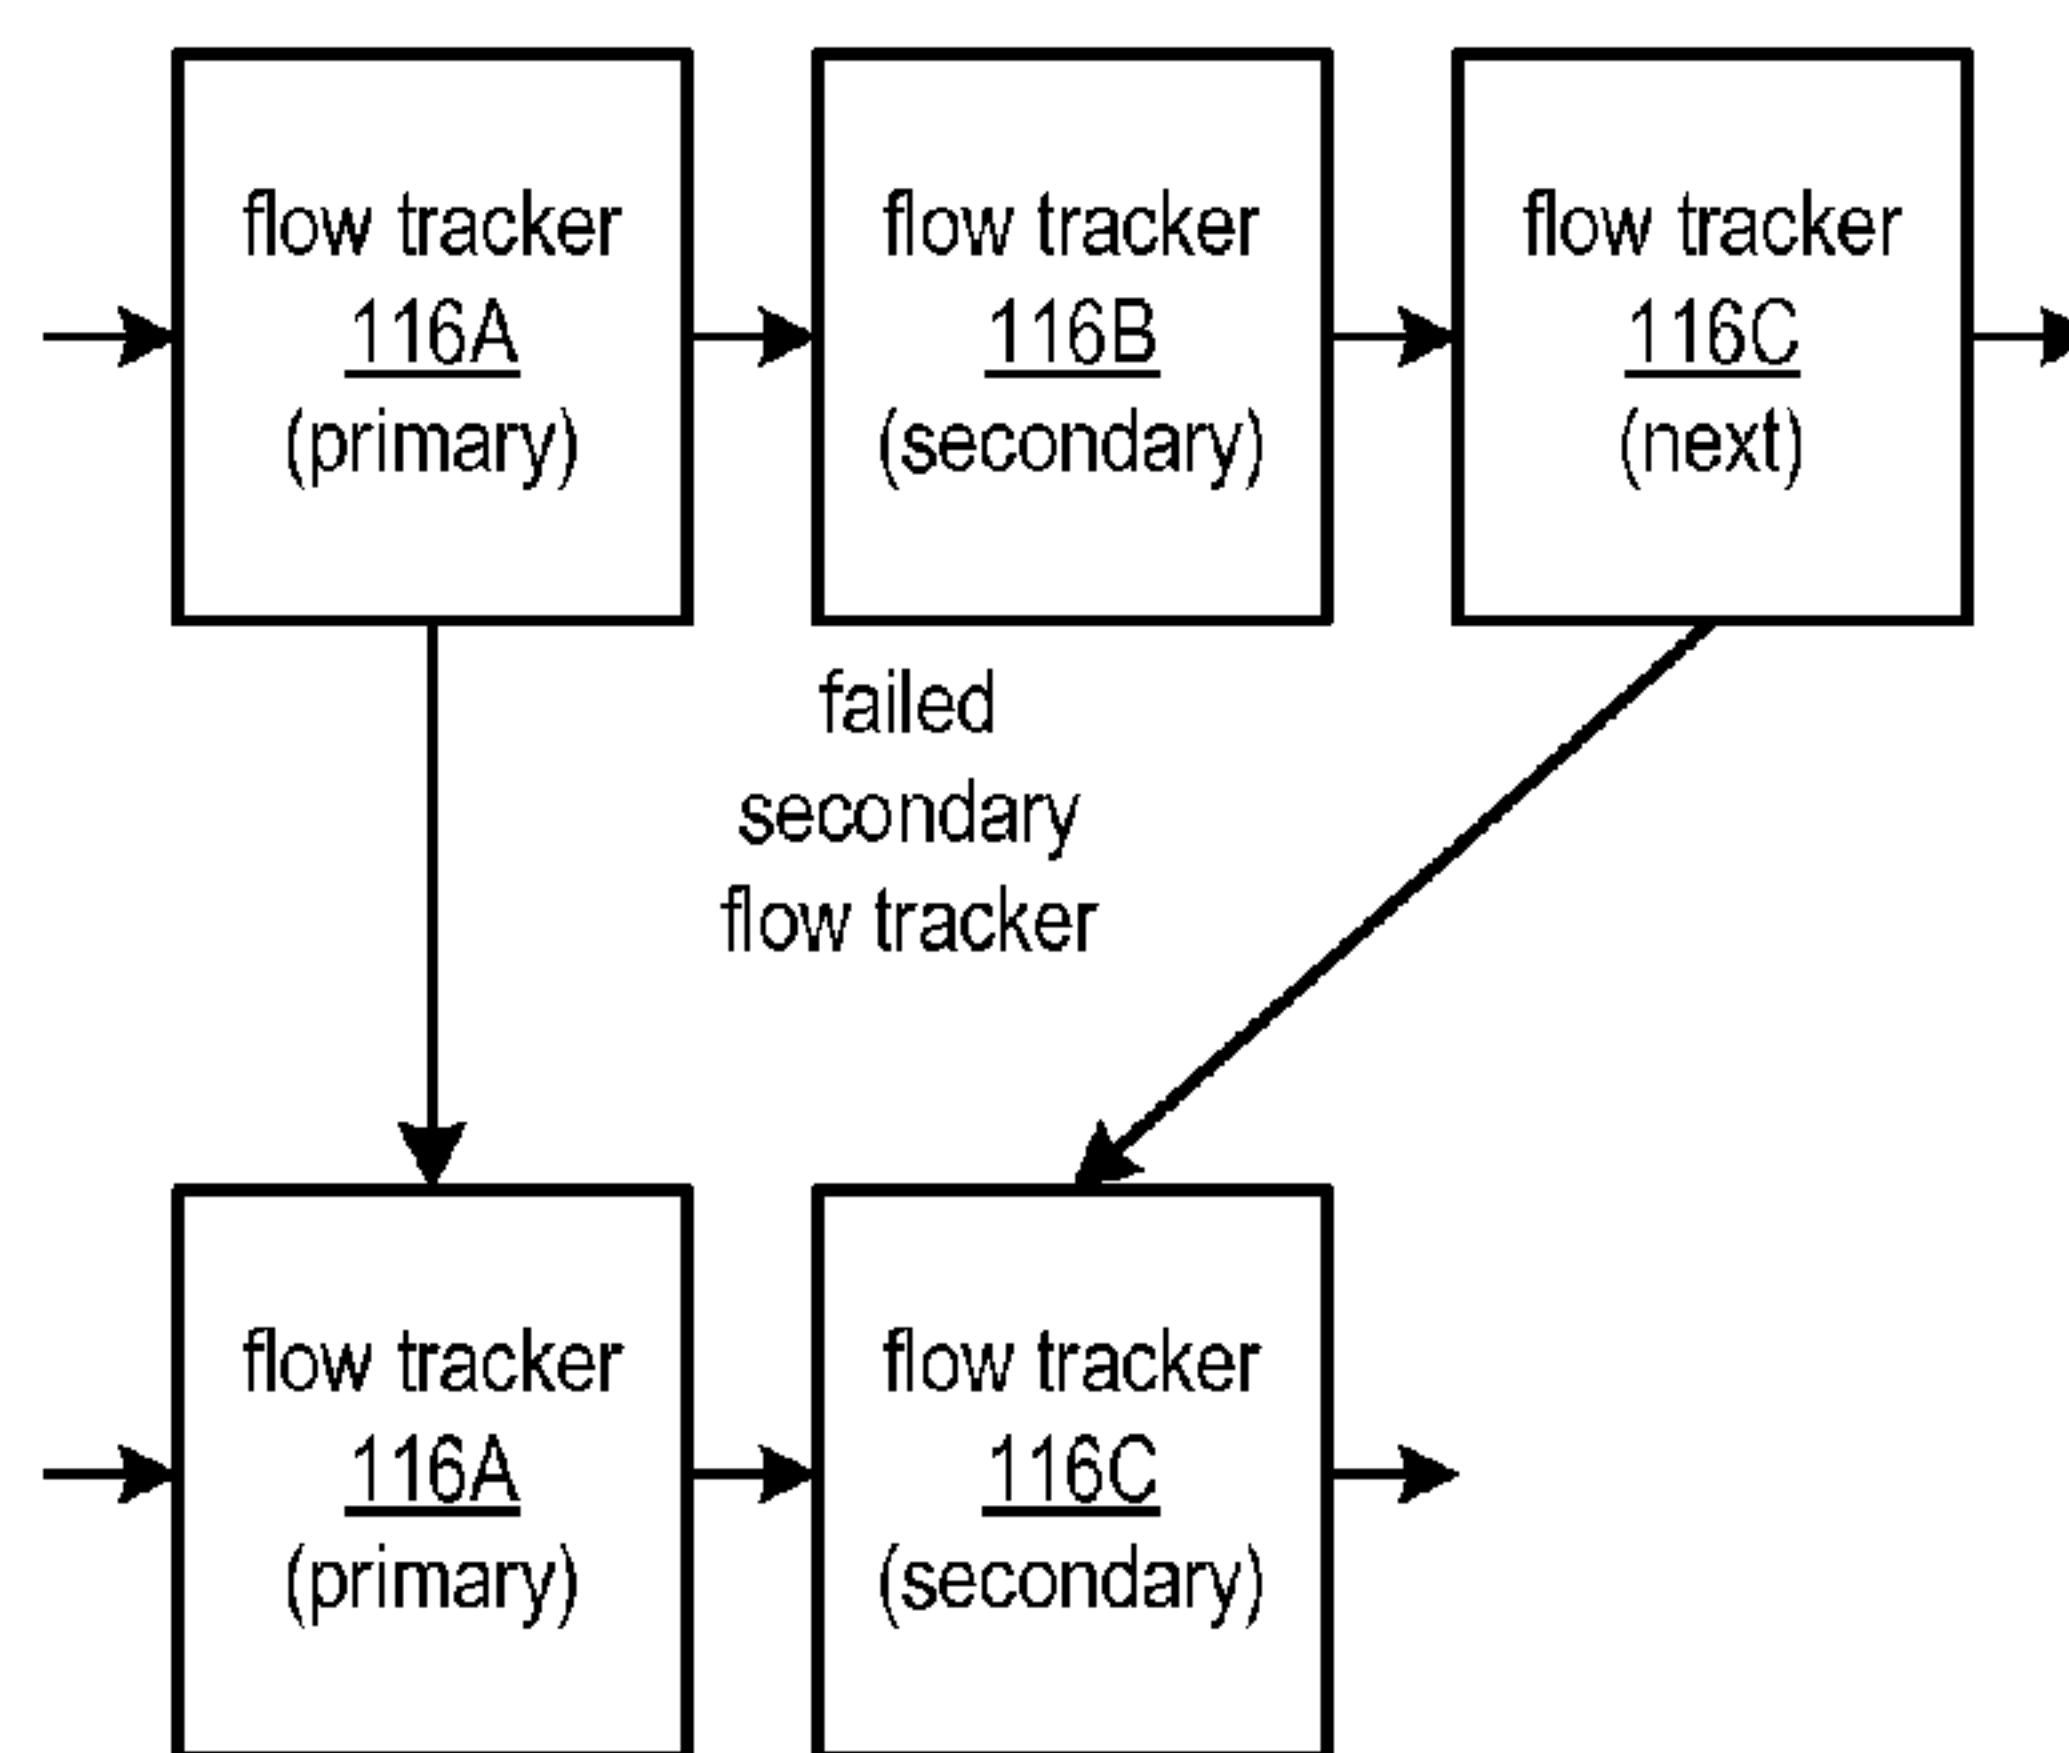 flow tracker
116A
(primary)
flow tracker
116B
(secondary)
flow tracker
116C
(next)
failed
secondary
flow tracker
flow tracker
116A
(primary)
flow tracker
116C
(secondary)